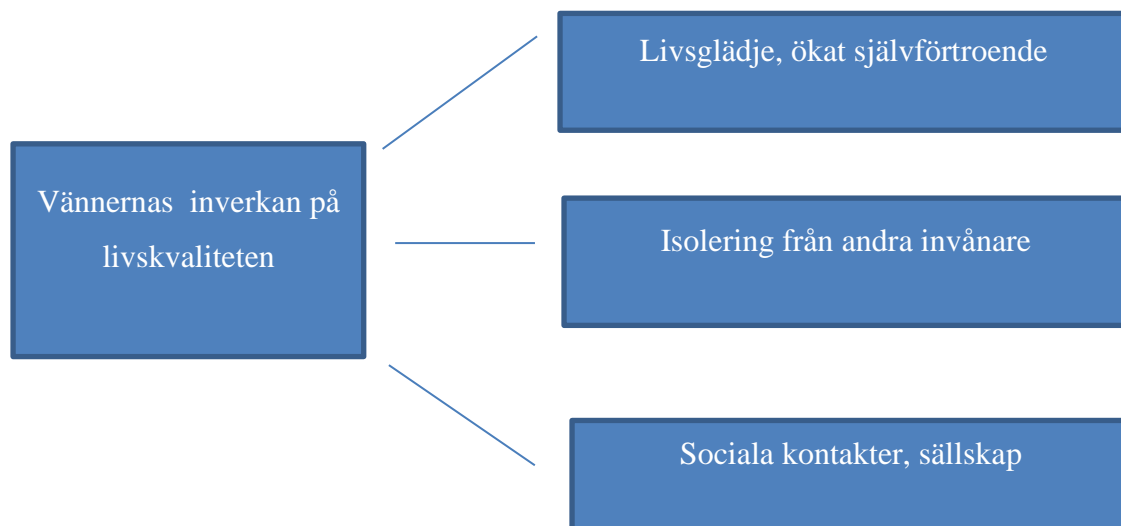 Livsglädje, ökat självförtroende
Vännernas  inverkan på
livskvaliteten
Isolering från andra invånare
Sociala kontakter, sällskap